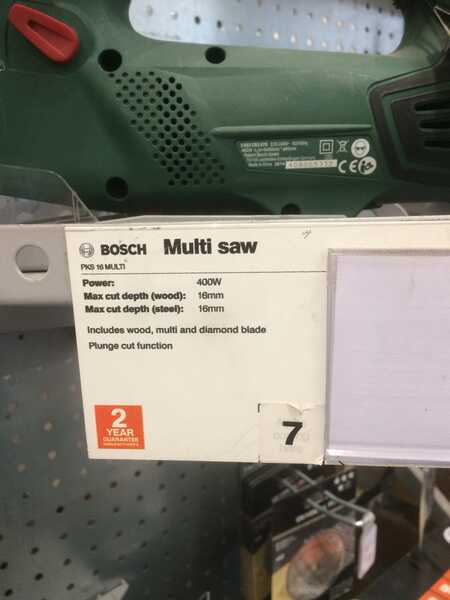 BOSCH Multi saw
PKS 16 MULTI
Power: 400W
Max cut depth (wood): 16mm
Max cut depth (steel): 16mm
Includes wood, multi and diamond blade
Plunge cut function
2
YEAR
GUARANTEE
7
CE